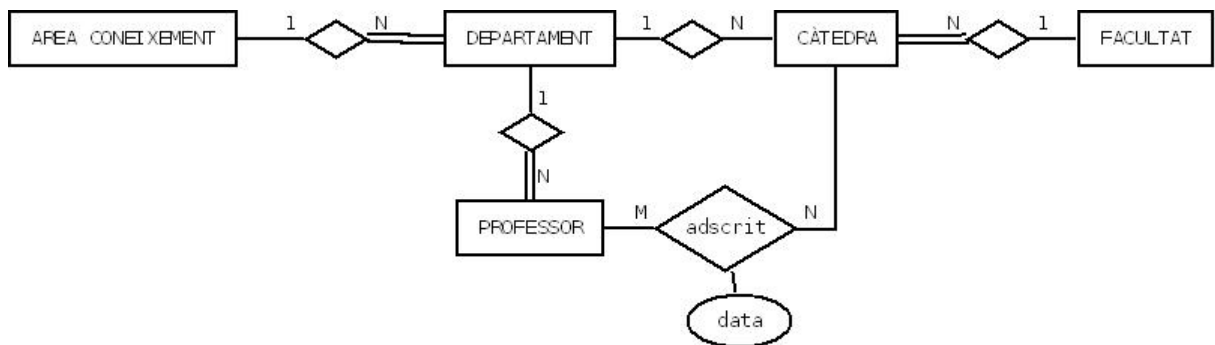 AREA CONEIXEMENT 1 N DEPARTAMENT 1 N CÀTEDRA N 1 FACULTAT
1
N
PROFESSOR M adscrit N
data